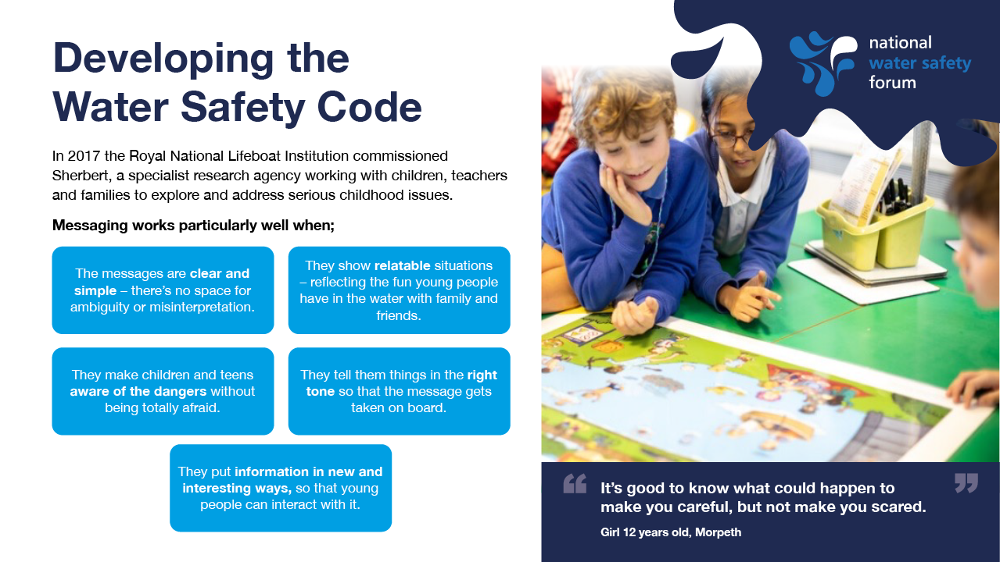 Developing the
Water Safety Code
In 2017 the Royal National Lifeboat Institution commissioned
Sherbert, a specialist research agency working with children, teachers
and families to explore and address serious childhood issues.
Messaging works particularly well when;
The messages are clear and
simple – there’s no space for
ambiguity or misinterpretation.
They show relatable situations
– reflecting the fun young people
have in the water with family and
friends.
They make children and teens
aware of the dangers without
being totally afraid.
They tell them things in the right
tone so that the message gets
taken on board.
They put information in new and
interesting ways, so that young
people can interact with it.
national
water safety
forum
“ It’s good to know what could happen to ”
make you careful, but not make you scared.
Girl 12 years old, Morpeth